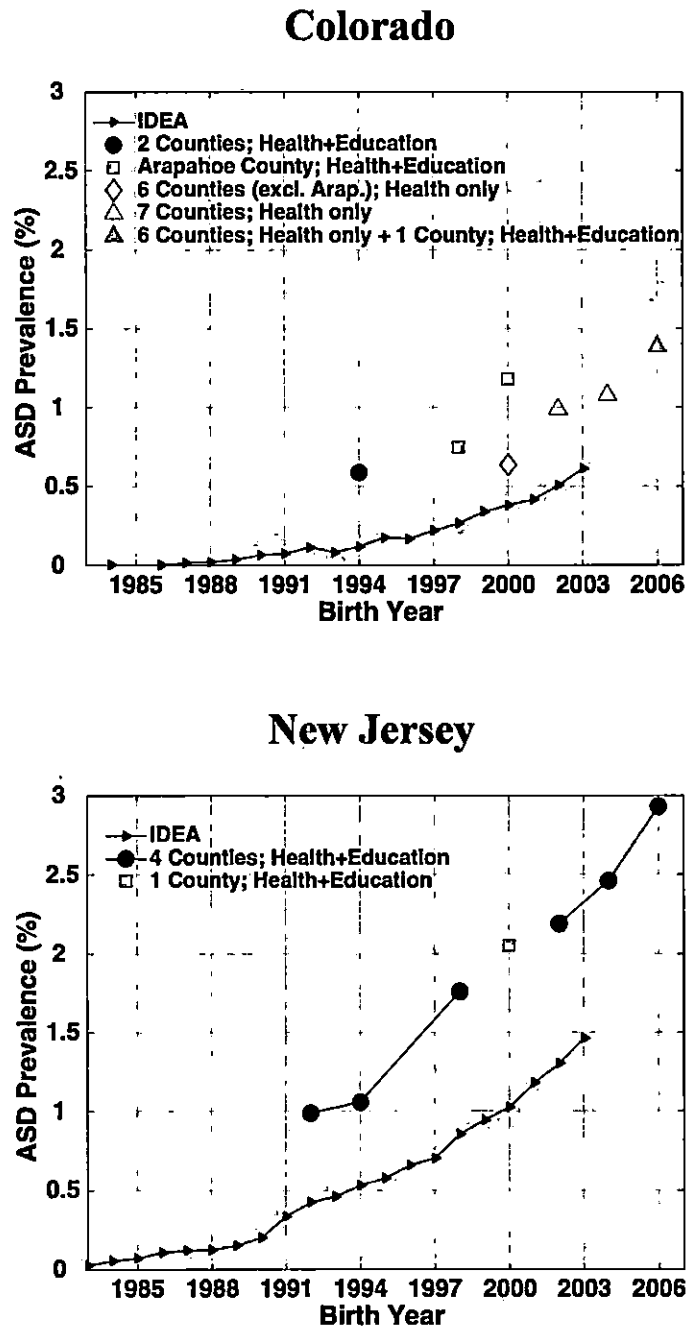 Colorado
3
2.5
2
1.5
1
0.5
0
ASD Prevalence (%)
IDEA
2 Counties; Health+Education
Arapahoe County; Health+Education
6 Counties (excl. Arap.); Health only
7 Counties; Health only
6 Counties; Health only + 1 County; Health+Education
1985 1988 1991 1994 1997 2000 2003 2006
Birth Year
New Jersey
3
2.5
2
1.5
1
0.5
0
ASD Prevalence (%)
IDEA
4 Counties; Health+Education
1 County; Health+Education
1985 1988 1991 1994 1997 2000 2003 2006
Birth Year